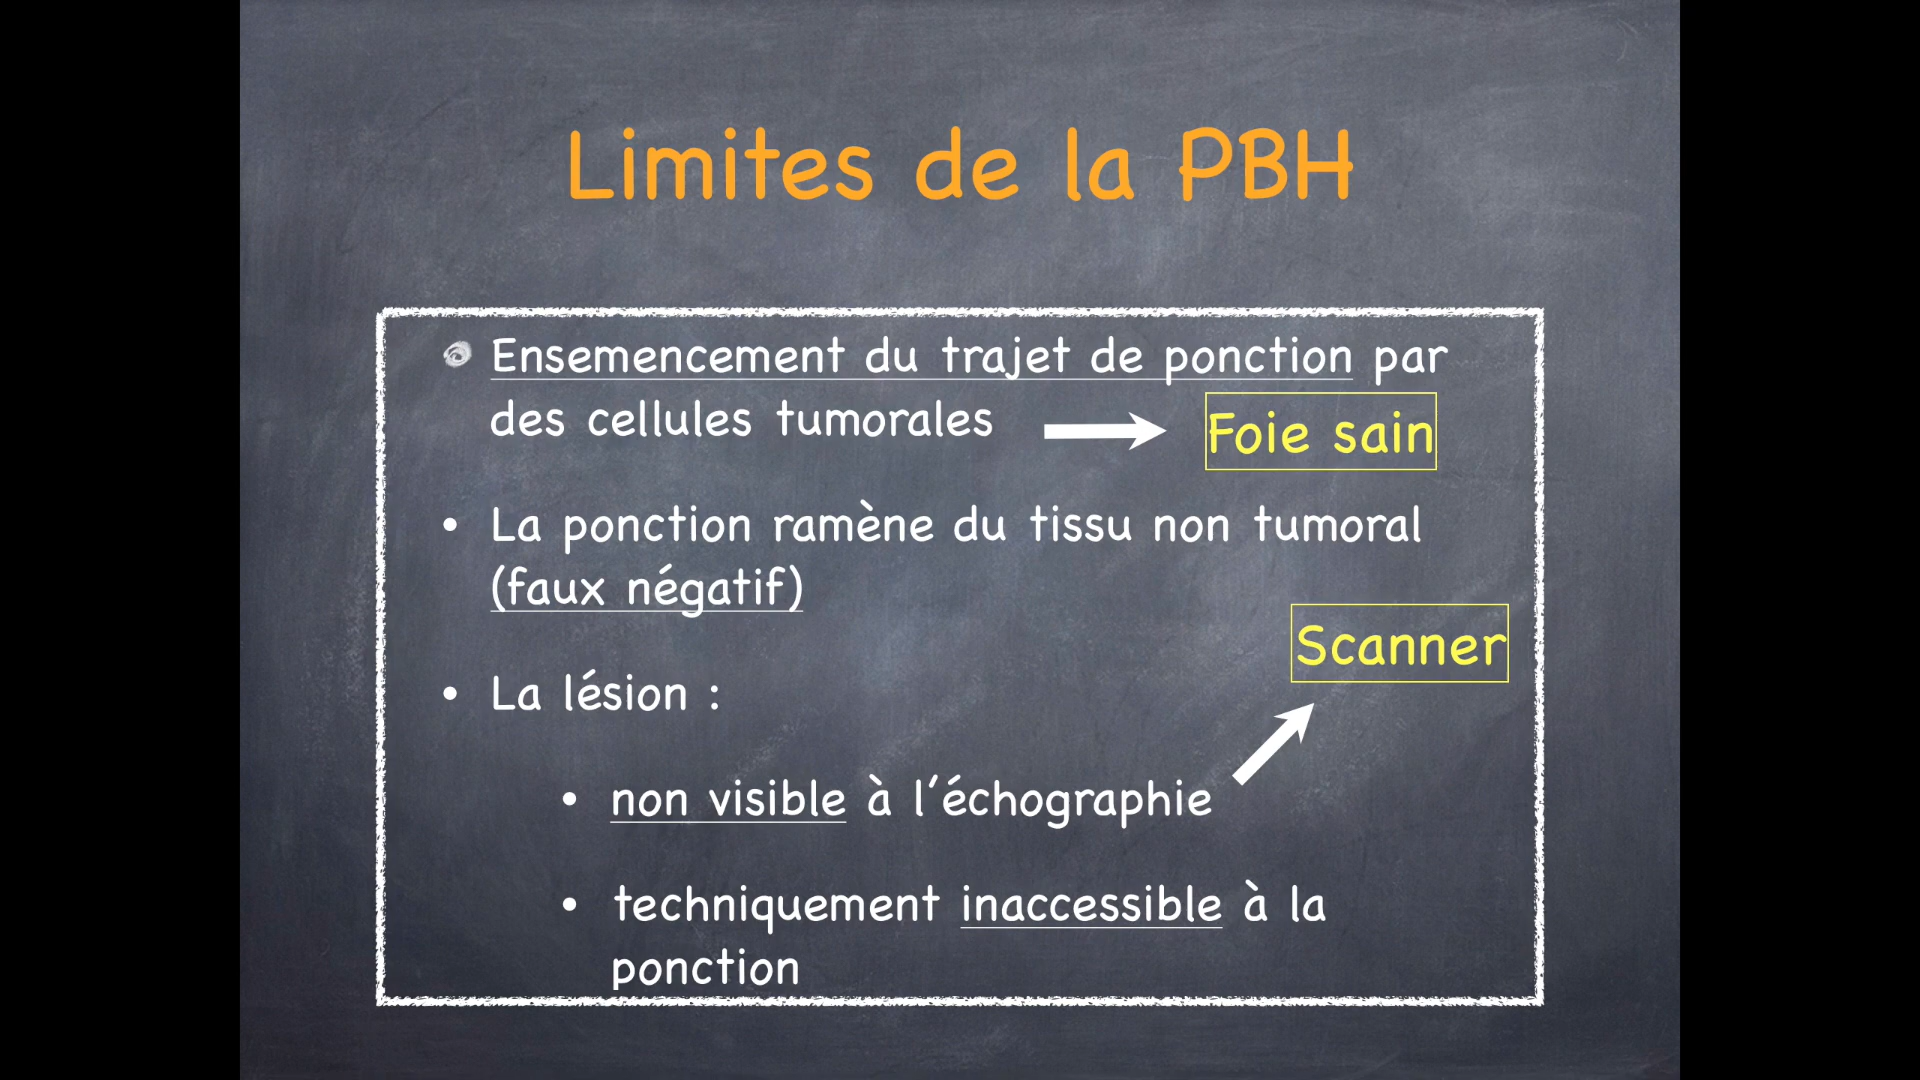 Limites de la PBH
Ensemencement du trajet de ponction par
des cellules tumorales
Foie sain
• La ponction ramène du tissu non tumoral
(faux négatif)
Scanner
• La lésion :
• non visible à l'échographie
• techniquement inaccessible à la
ponction